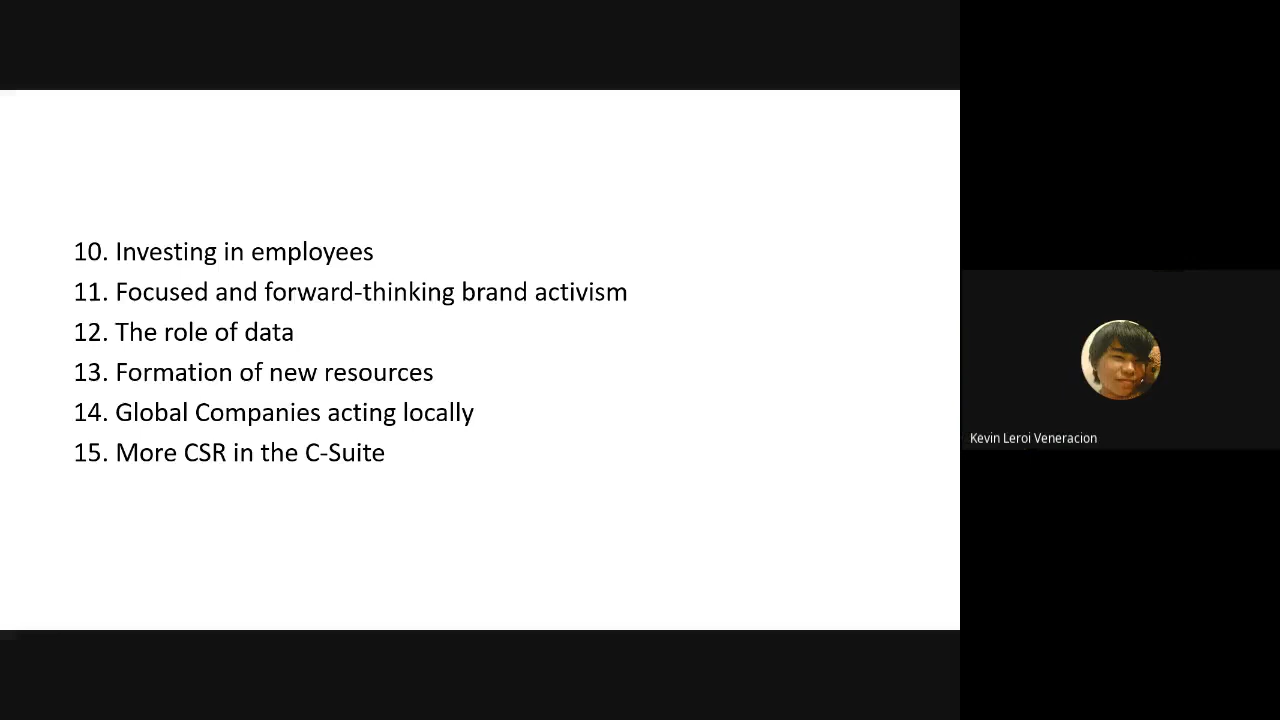 10. Investing in employees
11. Focused and forward-thinking brand activism
12. The role of data
13. Formation of new resources
14. Global Companies acting locally
15. More CSR in the C-Suite
Kevin Leroi Veneracion